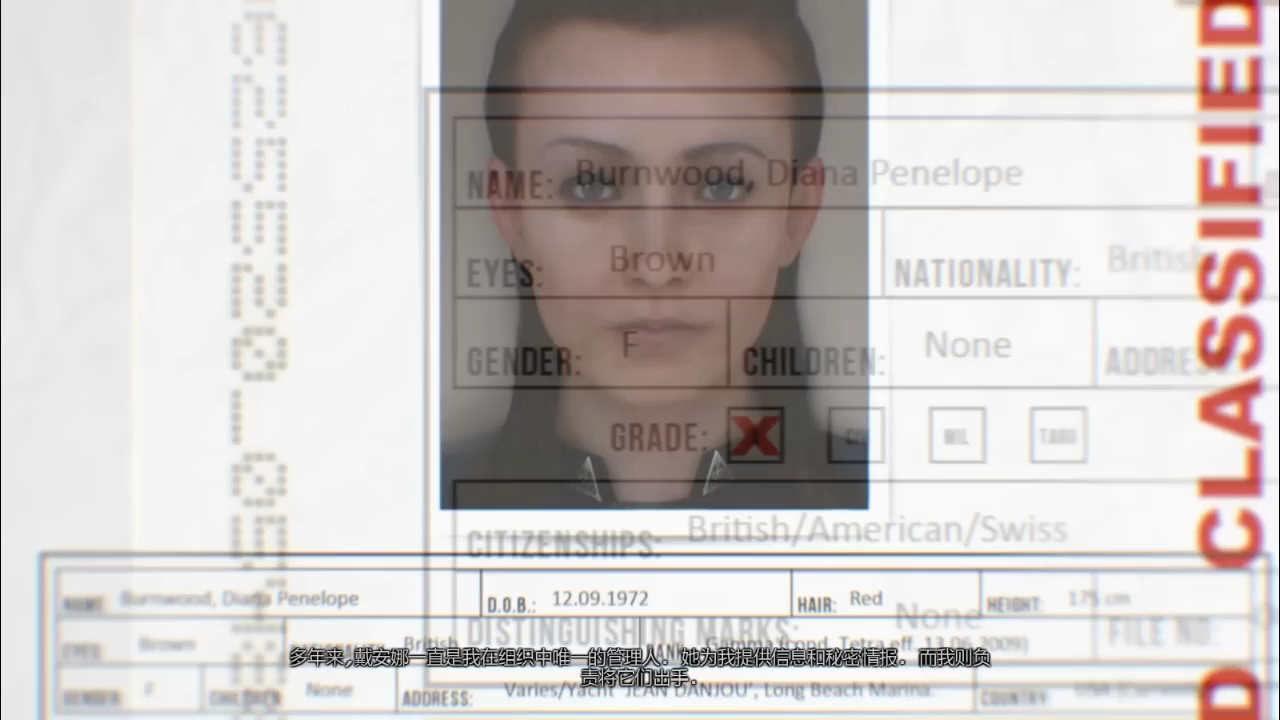 CLASSIFIED
NAME: Burnwood, Diana Penelope
EYES: Brown
NATIONALITY: British
GENDER: F
CHILDREN: None
GRADE: X
MIL
CITIZENSHIPS: British/American/Swiss
Burnwood, Diana Penelope
D.O.B.: 12.09.1972
HAIR: Red
HEIGHT: 175 cm
DISTINGUISHING MARKS: None
EYES: Brown
British
Gamma (cond. Tetra eff. 13.06.2009)
多年来,戴安娜一直是我在组织中唯一的管理人．她为我提供信息和秘密情报．而我则负
责将它们出手．
GENDER: F
CHILDREN None
ADDRESS: Varies/Yacht 'JEAN DANJOU', Long Beach Marina.
COUNTRY: